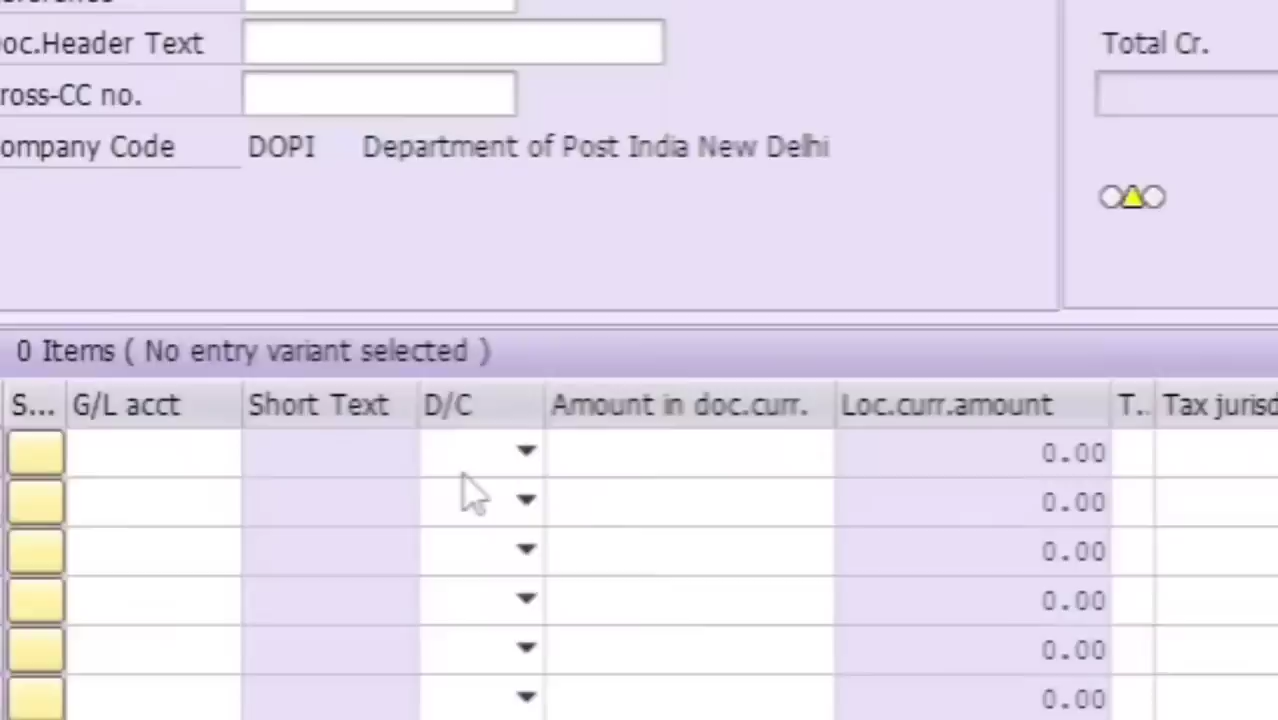 oc.Header Text
Total Cr.
ross-CC no.
ompany Code DOPI Department of Post India New Delhi
0 Items ( No entry variant selected )
S... G/L acct Short Text D/C Amount in doc.curr. Loc.curr.amount T.. Tax jurisd
0.00
0.00
0.00
0.00
0.00
0.00